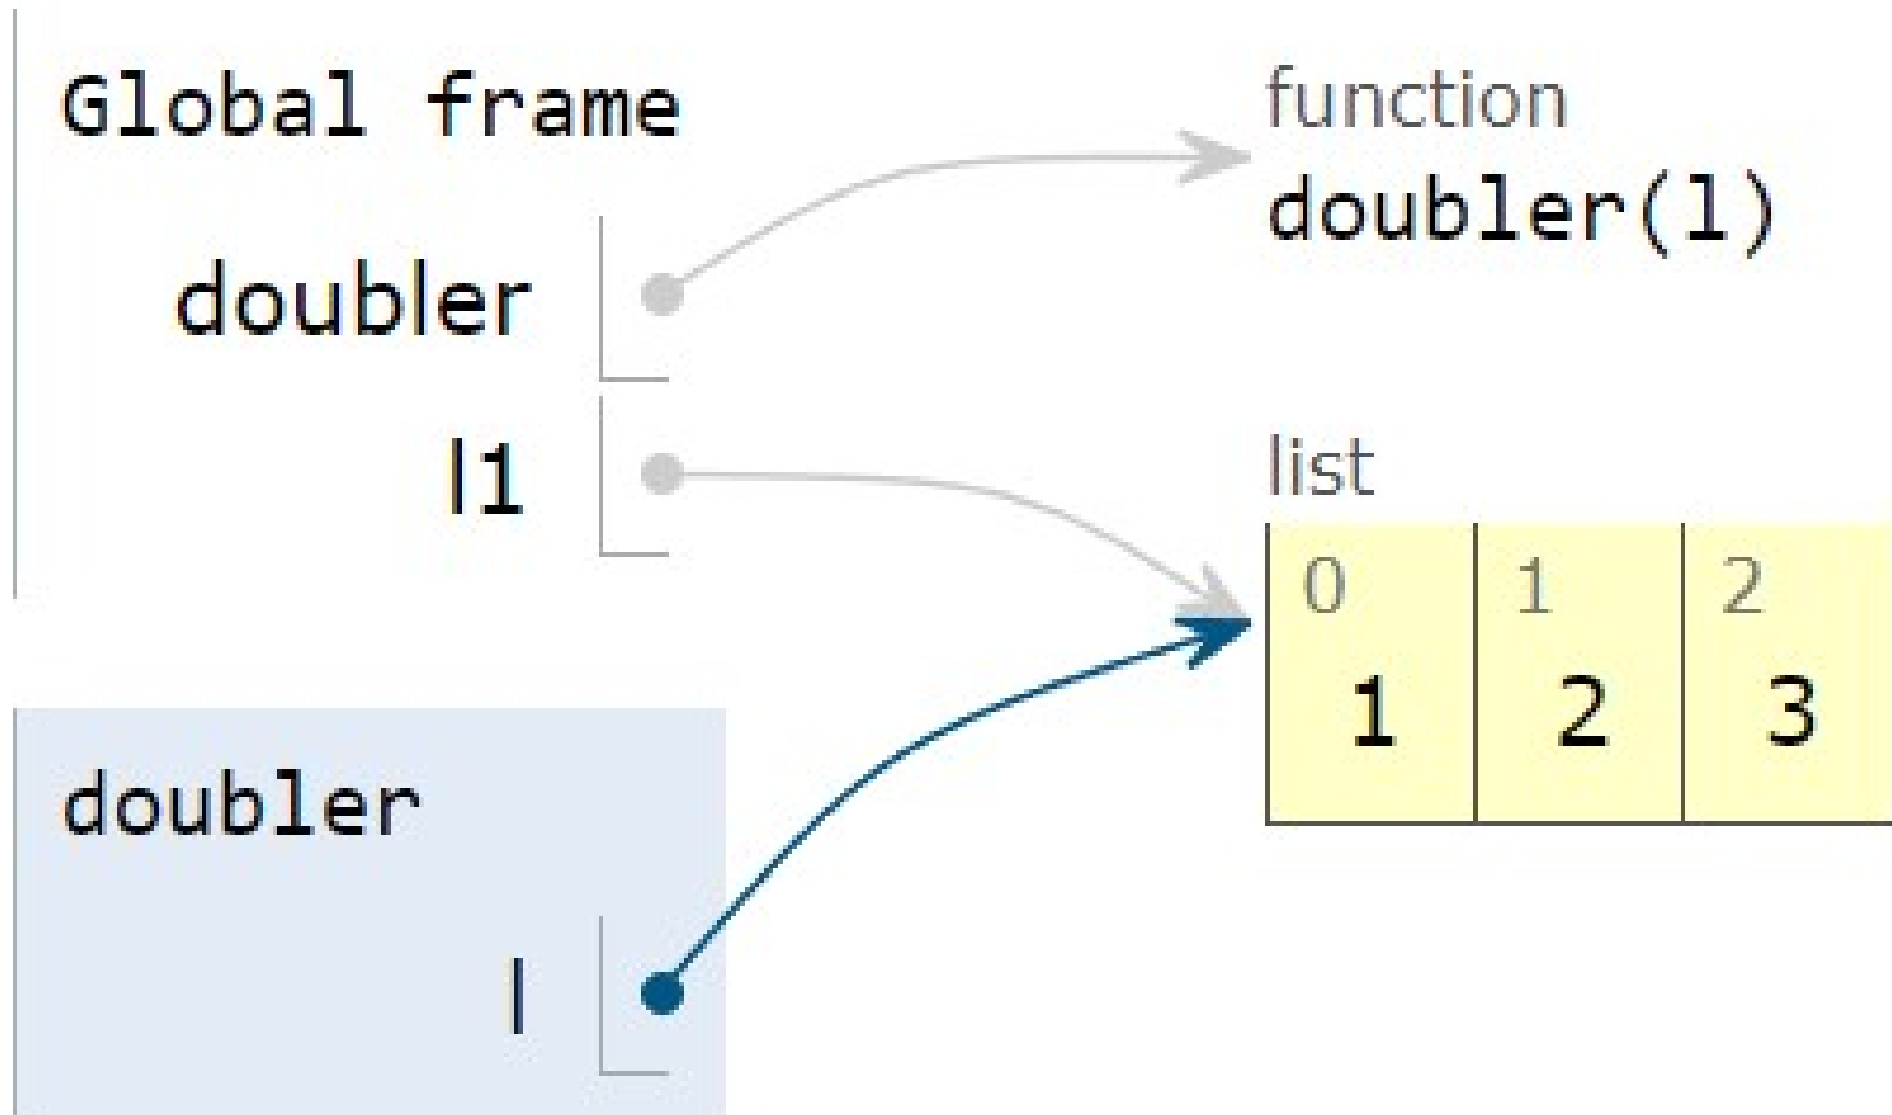 Global frame
doubler
l1
function
doubler(l)
list
0 1 2
1 2 3
doubler
l